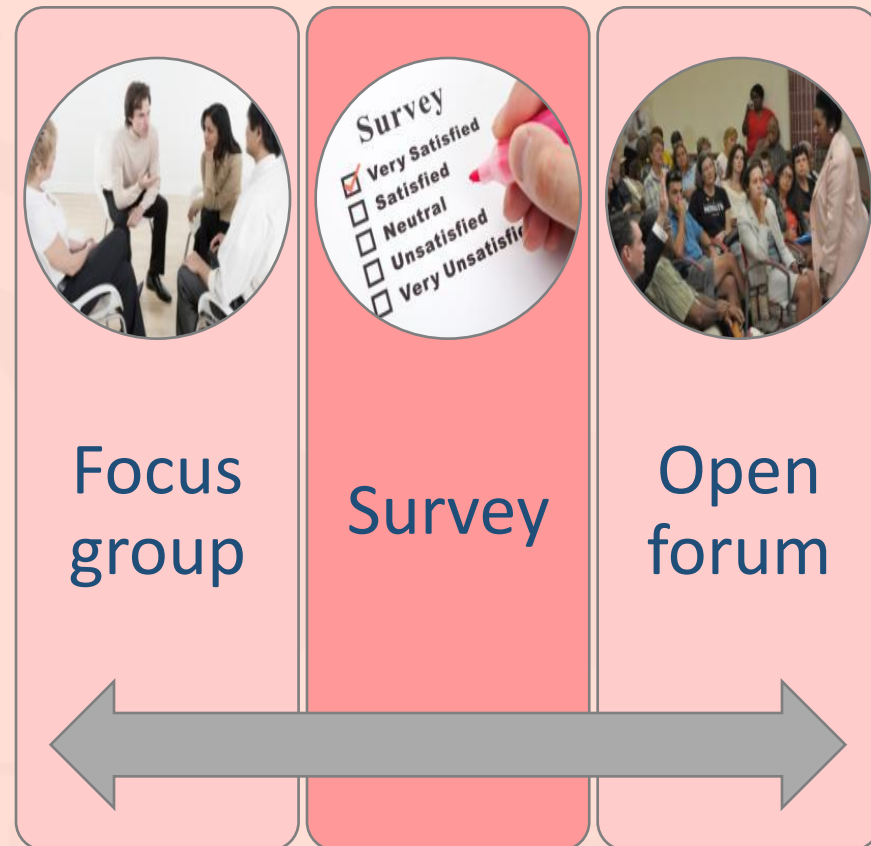 Survey
Very Satisfied
Satisfied
Neutral
Unsatisfied
Very Unsatisfie
Focus
group
Survey
Open
forum